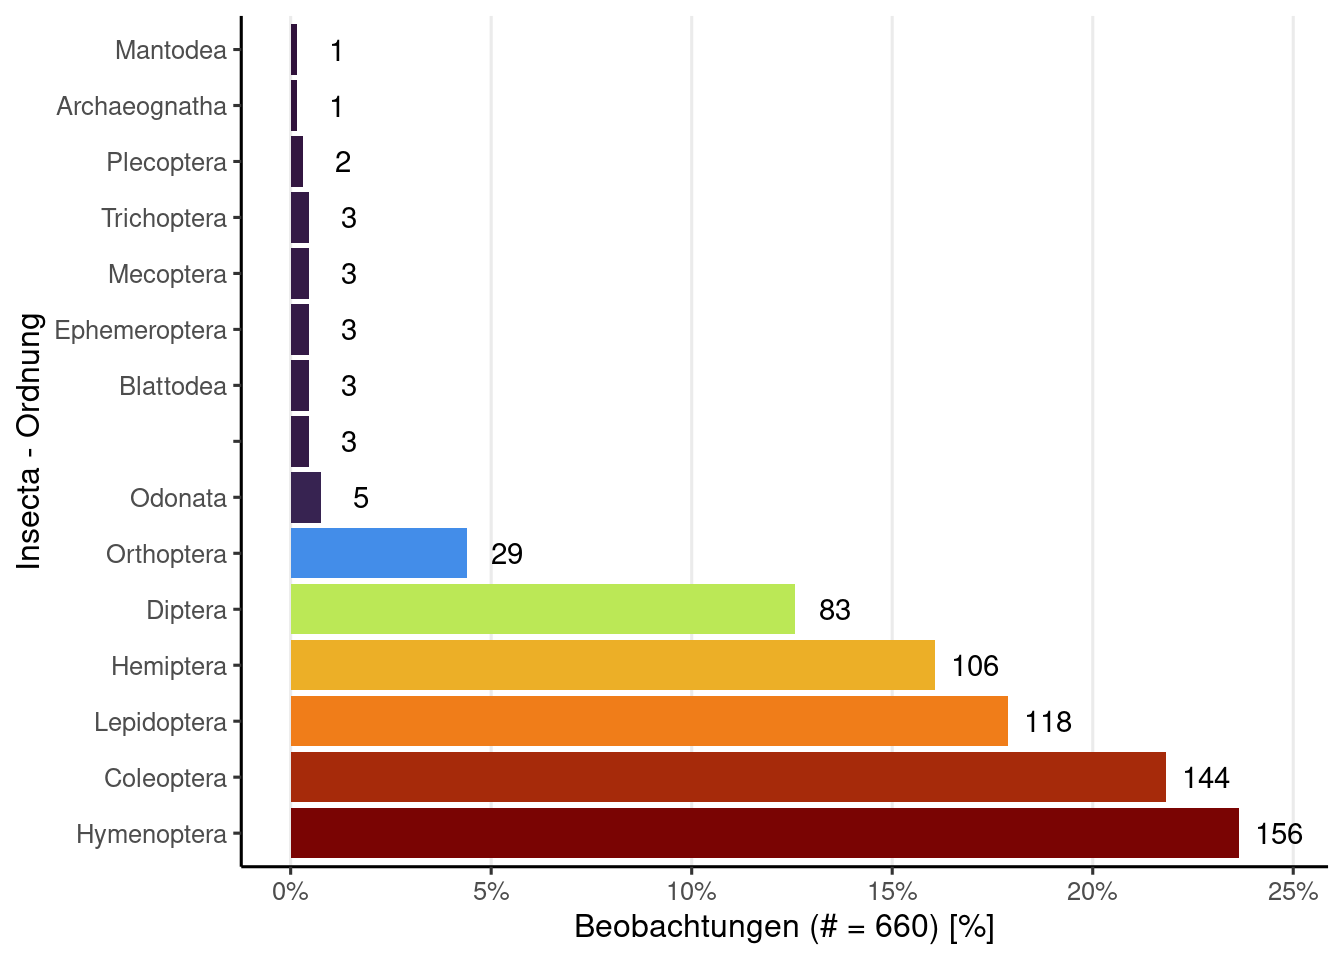 Insecta - Ordnung
Mantodea 1
Archaeognatha 1
Plecoptera 2
Trichoptera 3
Mecoptera 3
Ephemeroptera 3
Blattodea 3
3
Odonata 5
Orthoptera 29
Diptera 83
Hemiptera 106
Lepidoptera 118
Coleoptera 144
Hymenoptera 156
0% 5% 10% 15% 20% 25%
Beobachtungen (# = 660) [%]